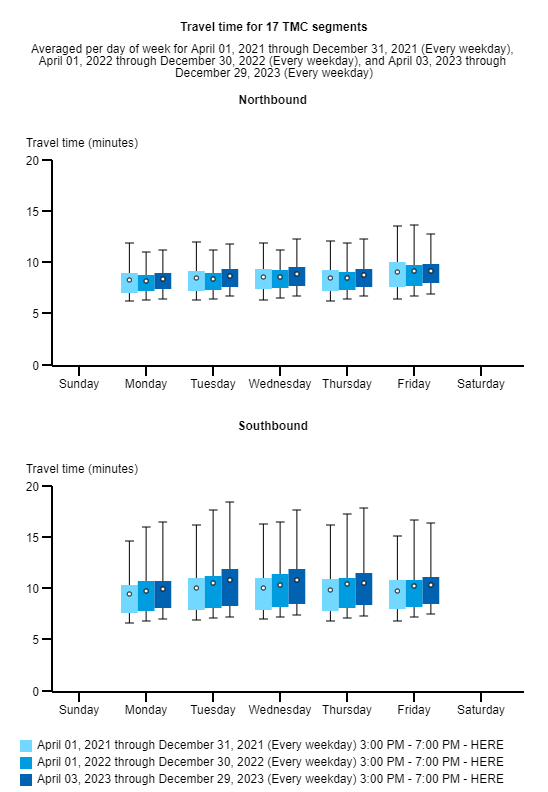 Travel time for 17 TMC segments
Averaged per day of week for April 01, 2021 through December 31, 2021 (Every weekday),
April 01, 2022 through December 30, 2022 (Every weekday), and April 03, 2023 through
December 29, 2023 (Every weekday)
Northbound
Travel time (minutes)
20
15
10
5
0
Sunday Monday Tuesday Wednesday Thursday Friday Saturday
Southbound
Travel time (minutes)
20
15
10
5
0
Sunday Monday Tuesday Wednesday Thursday Friday Saturday
April 01, 2021 through December 31, 2021 (Every weekday) 3:00 PM - 7:00 PM - HERE
April 01, 2022 through December 30, 2022 (Every weekday) 3:00 PM - 7:00 PM - HERE
April 03, 2023 through December 29, 2023 (Every weekday) 3:00 PM - 7:00 PM - HERE